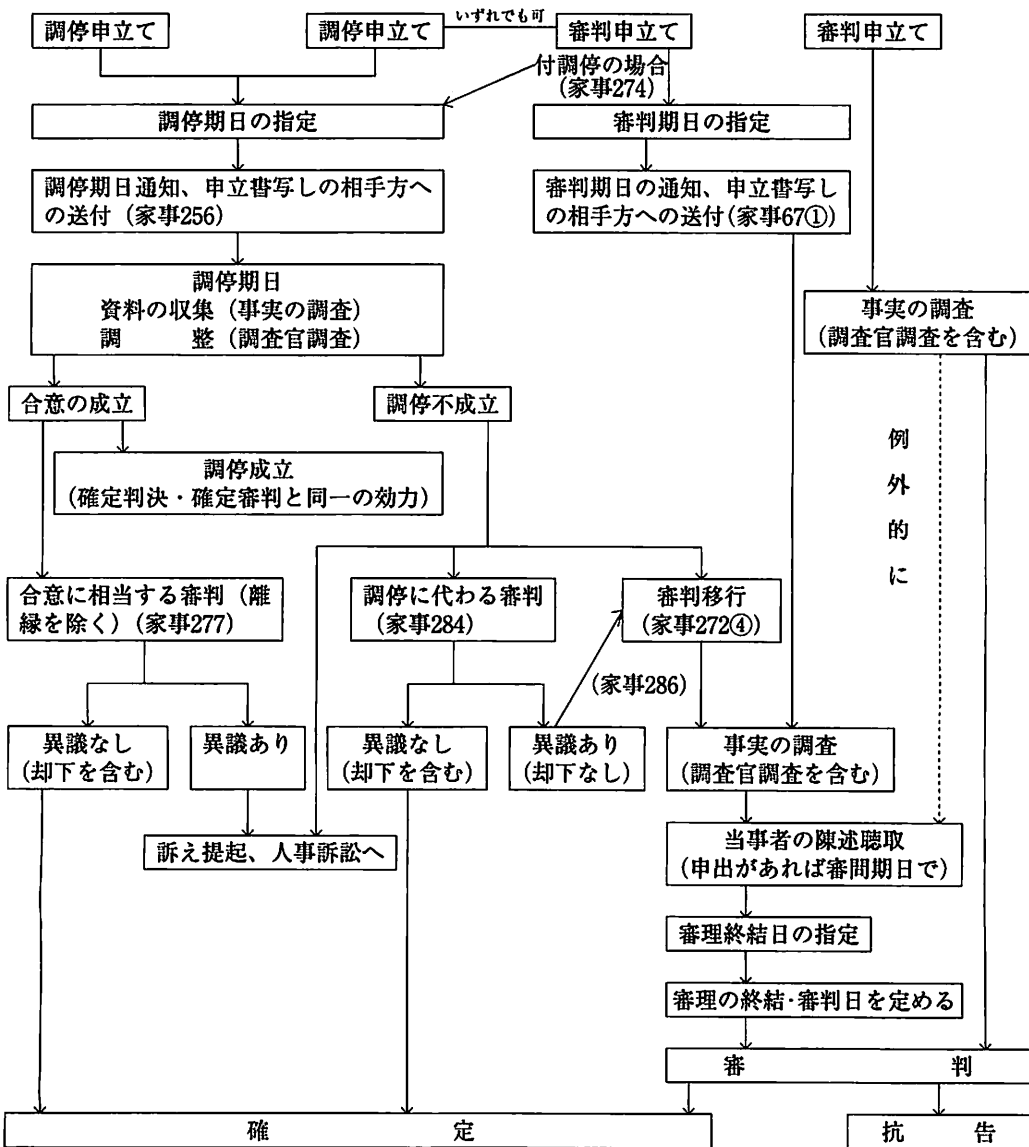 調停申立て
調停申立て
いずれでも可
審判申立て
審判申立て
付調停の場合
(家事274)
調停期日の指定
審判期日の指定
調停期日通知、申立書写しの相手方へ
の送付（家事256）
審判期日の通知、申立書写し
の相手方への送付(家事67①)
調停期日
資料の収集（事実の調査）
調　　整（調査官調査）
事実の調査
(調査官調査を含む)
合意の成立
調停不成立
例外的に
調停成立
(確定判決・確定審判と同一の効力)
合意に相当する審判（離
縁を除く）(家事277)
調停に代わる審判
(家事284)
審判移行
(家事272④)
(家事286)
異議なし
(却下を含む)
異議あり
異議なし
(却下を含む)
異議あり
(却下なし)
事実の調査
(調査官調査を含む)
訴え提起、人事訴訟へ
当事者の陳述聴取
(申出があれば審問期日で)
審理終結日の指定
審理の終結・審判日を定める
審　　判
確　　定
抗　　告